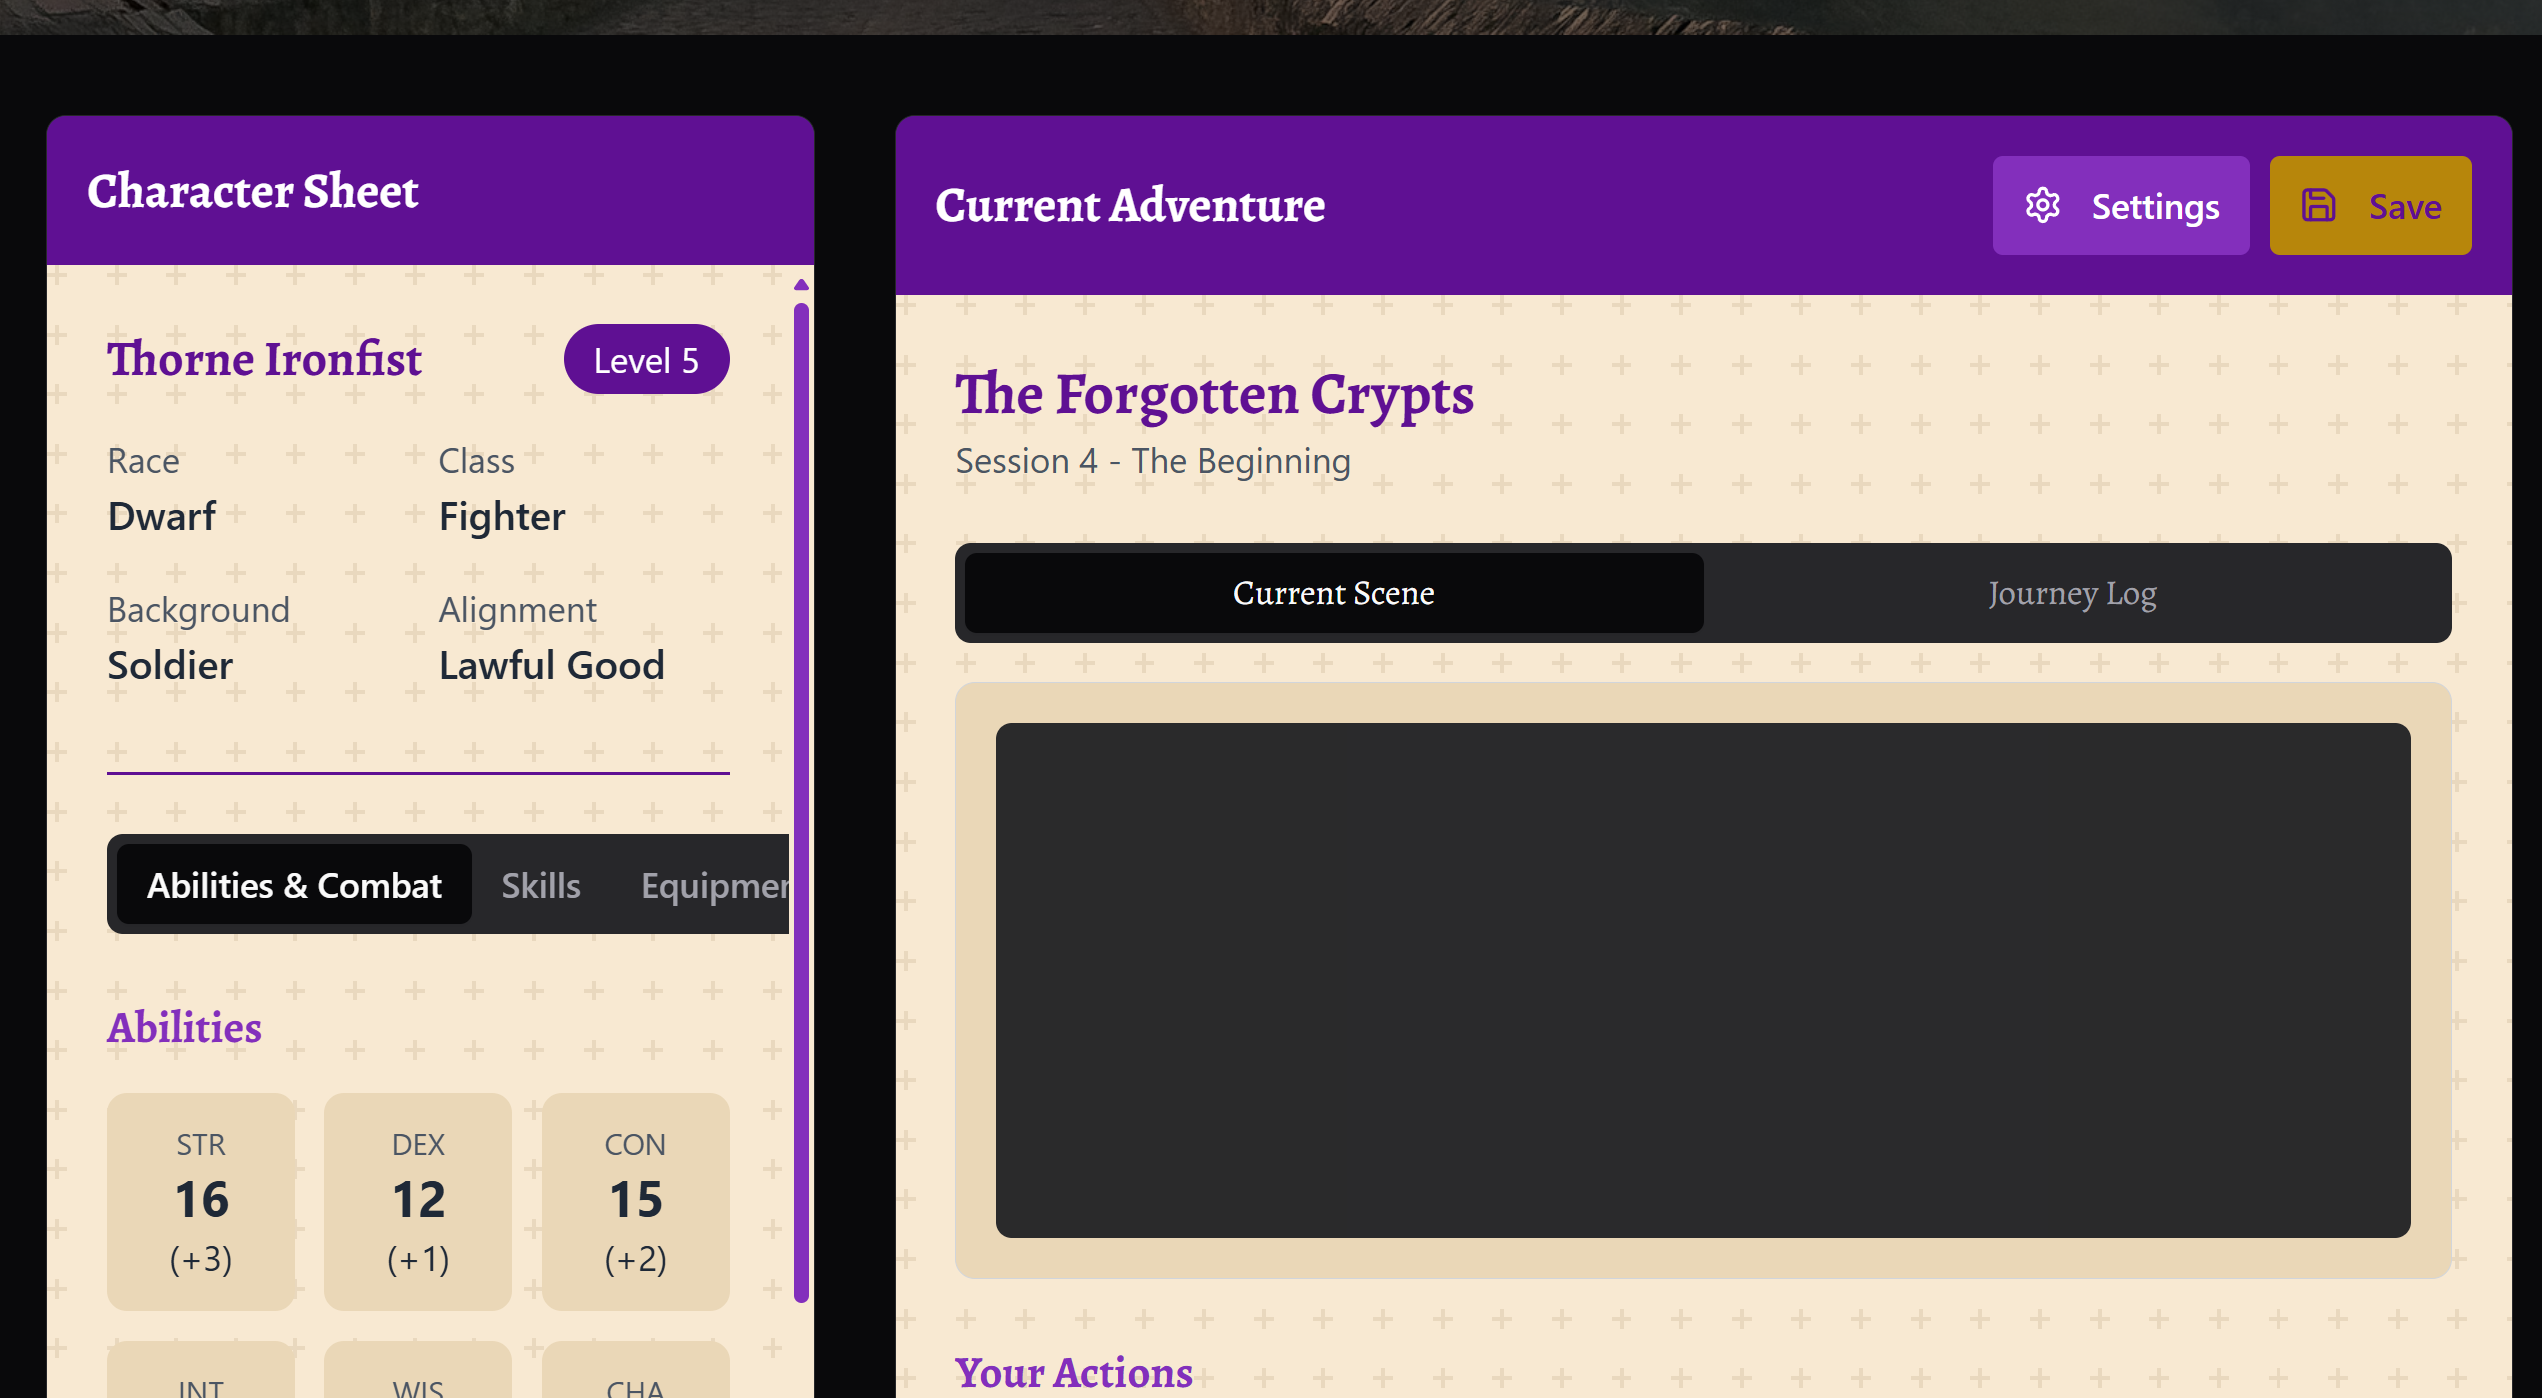 Character Sheet
Thorne Ironfist
Level 5
Race
Class
Dwarf
Fighter
Background
Alignment
Soldier
Lawful Good
Abilities & Combat
Skills
Abilities
STR
DEX
CON
16
12
15
(+3)
(+1)
(+2)
INT
WIS
CHA
Current Adventure
Settings
Save
The Forgotten Crypts
Session 4 - The Beginning
Current Scene
Journey Log
Your Actions